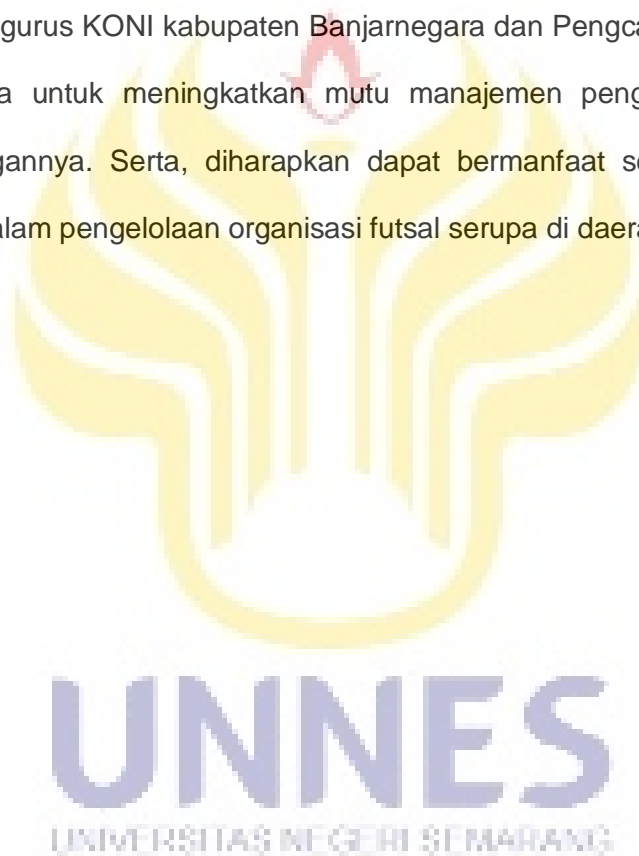 gurus KONI kabupaten Banjarnegara dan Pengca
a untuk meningkatkan mutu manajemen peng
gannya. Serta, diharapkan dapat bermanfaat se
alam pengelolaan organisasi futsal serupa di daera
UNNES
UNIVERSITAS NEGERI SEMARANG